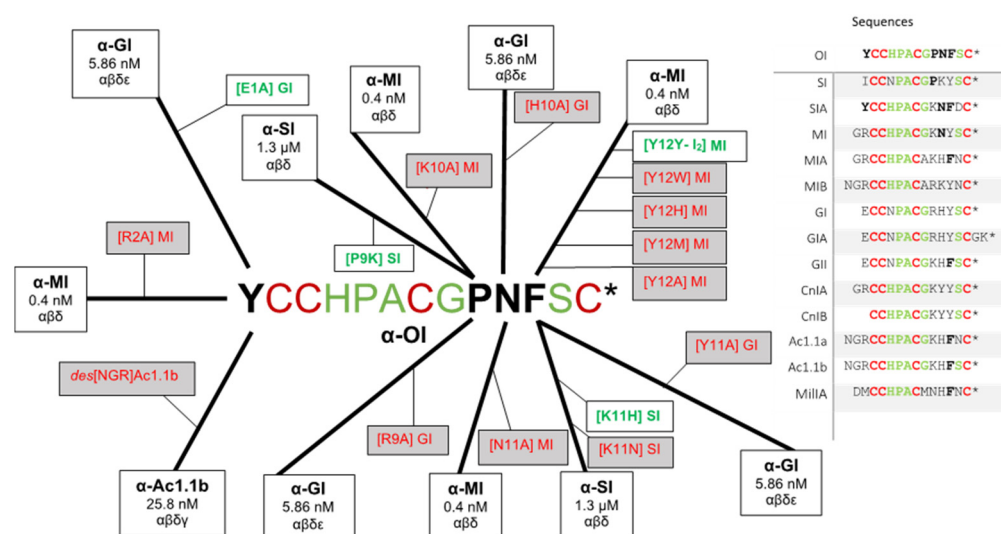 α-GI
5.86 nM
αβδε
[E1A] GI
α-SI
1.3 μM
αβδ
α-MI
0.4 nM
αβδ
[K10A] MI
[P9K] SI
α-GI
5.86 nM
αβδε
[H10A] GI
α-MI
0.4 nM
αβδ
[Y12Y- I₂] MI
[Y12W] MI
[Y12H] MI
[Y12M] MI
[Y12A] MI
[R2A] MI
α-MI
0.4 nM
αβδ
YCCHPACGPNFSC*
α-OI
des[NGR]Ac1.1b
α-Ac1.1b
25.8 nM
αβδγ
[R9A] GI
α-GI
5.86 nM
αβδε
[N11A] MI
α-MI
0.4 nM
αβδ
[K11H] SI
[K11N] SI
α-SI
1.3 μM
αβδ
[Y11A] GI
α-GI
5.86 nM
αβδε
Sequences
OI YCCHPACGPNFSC*
SI ICCNPACGPKYSC*
SIA YCCHPACGKNFDC*
MI GRCCHPACGKNYSC*
MIA GRCCHPACAKHFNC*
MIB NGRCCHPACARKYNC*
GI ECCNPACGRHYSC*
GIA ECCNPACGRHYSCGK*
GII ECCNPACGKHFSC*
CnIA GRCCHPACGKYYSC*
CnIB CCHPACGKYYSC*
Ac1.1a NGRCCHPACGKHFNC*
Ac1.1b NGRCCHPACGKHFSC*
MilIA DMCCHPACMNHFNC*